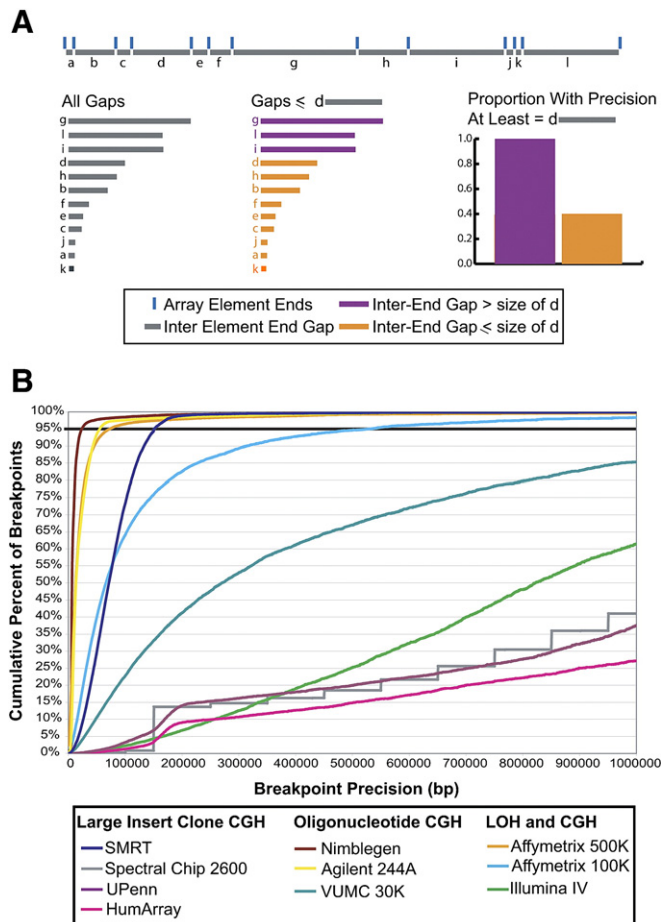 A
a b c d e f g h i j k l
All Gaps
g
l
i
d
h
b
f
e
c
j
a
k
Gaps ⩽ d
g
l
i
d
h
b
f
e
c
j
a
k
Proportion With Precision
At Least = d
1.0
0.8
0.6
0.4
0.2
0.0
Array Element Ends
Inter-End Gap > size of d
Inter Element End Gap
Inter-End Gap ⩽ size of d
B
Cumulative Percent of Breakpoints
100%
95%
90%
85%
80%
75%
70%
65%
60%
55%
50%
45%
40%
35%
30%
25%
20%
15%
10%
5%
0%
0 100000 200000 300000 400000 500000 600000 700000 800000 900000 1000000
Breakpoint Precision (bp)
Large Insert Clone CGH
SMRT
Spectral Chip 2600
UPenn
HumArray
Oligonucleotide CGH
Nimblegen
Agilent 244A
VUMC 30K
LOH and CGH
Affymetrix 500K
Affymetrix 100K
Illumina IV